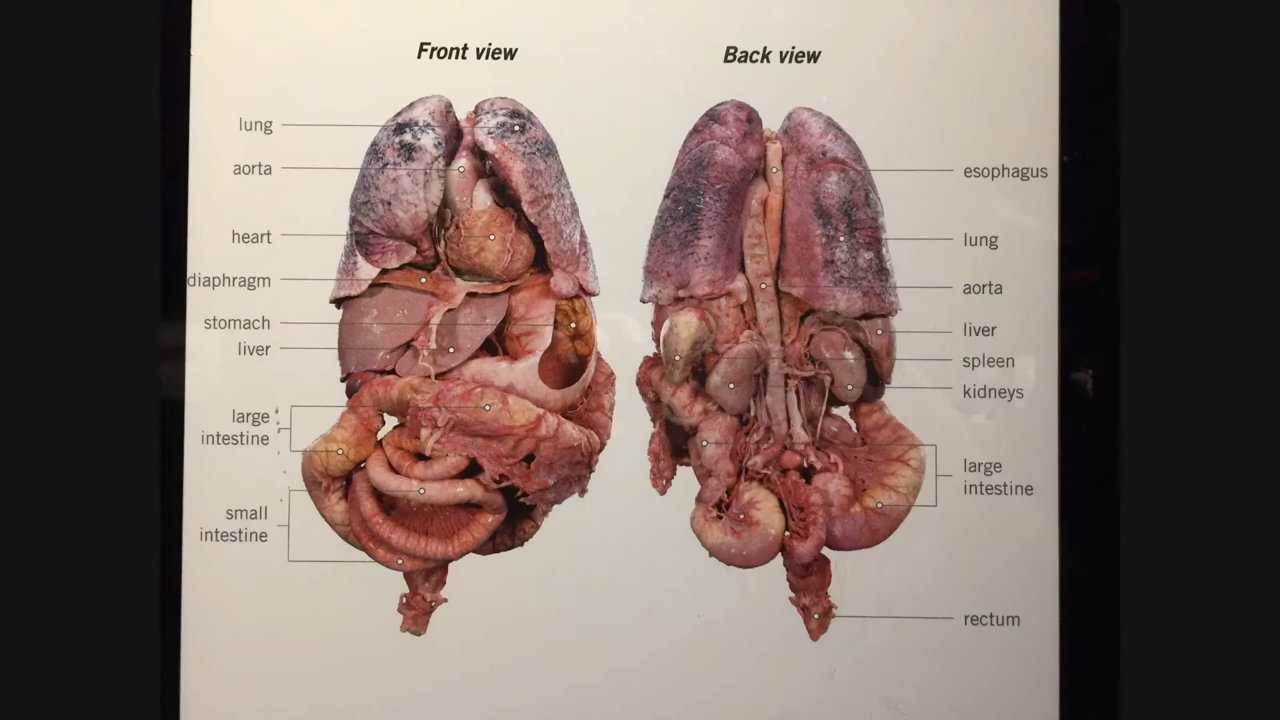 Front view
lung
aorta
heart
diaphragm
stomach
liver
large
intestine
small
intestine
Back view
esophagus
lung
aorta
liver
spleen
kidneys
large
intestine
rectum